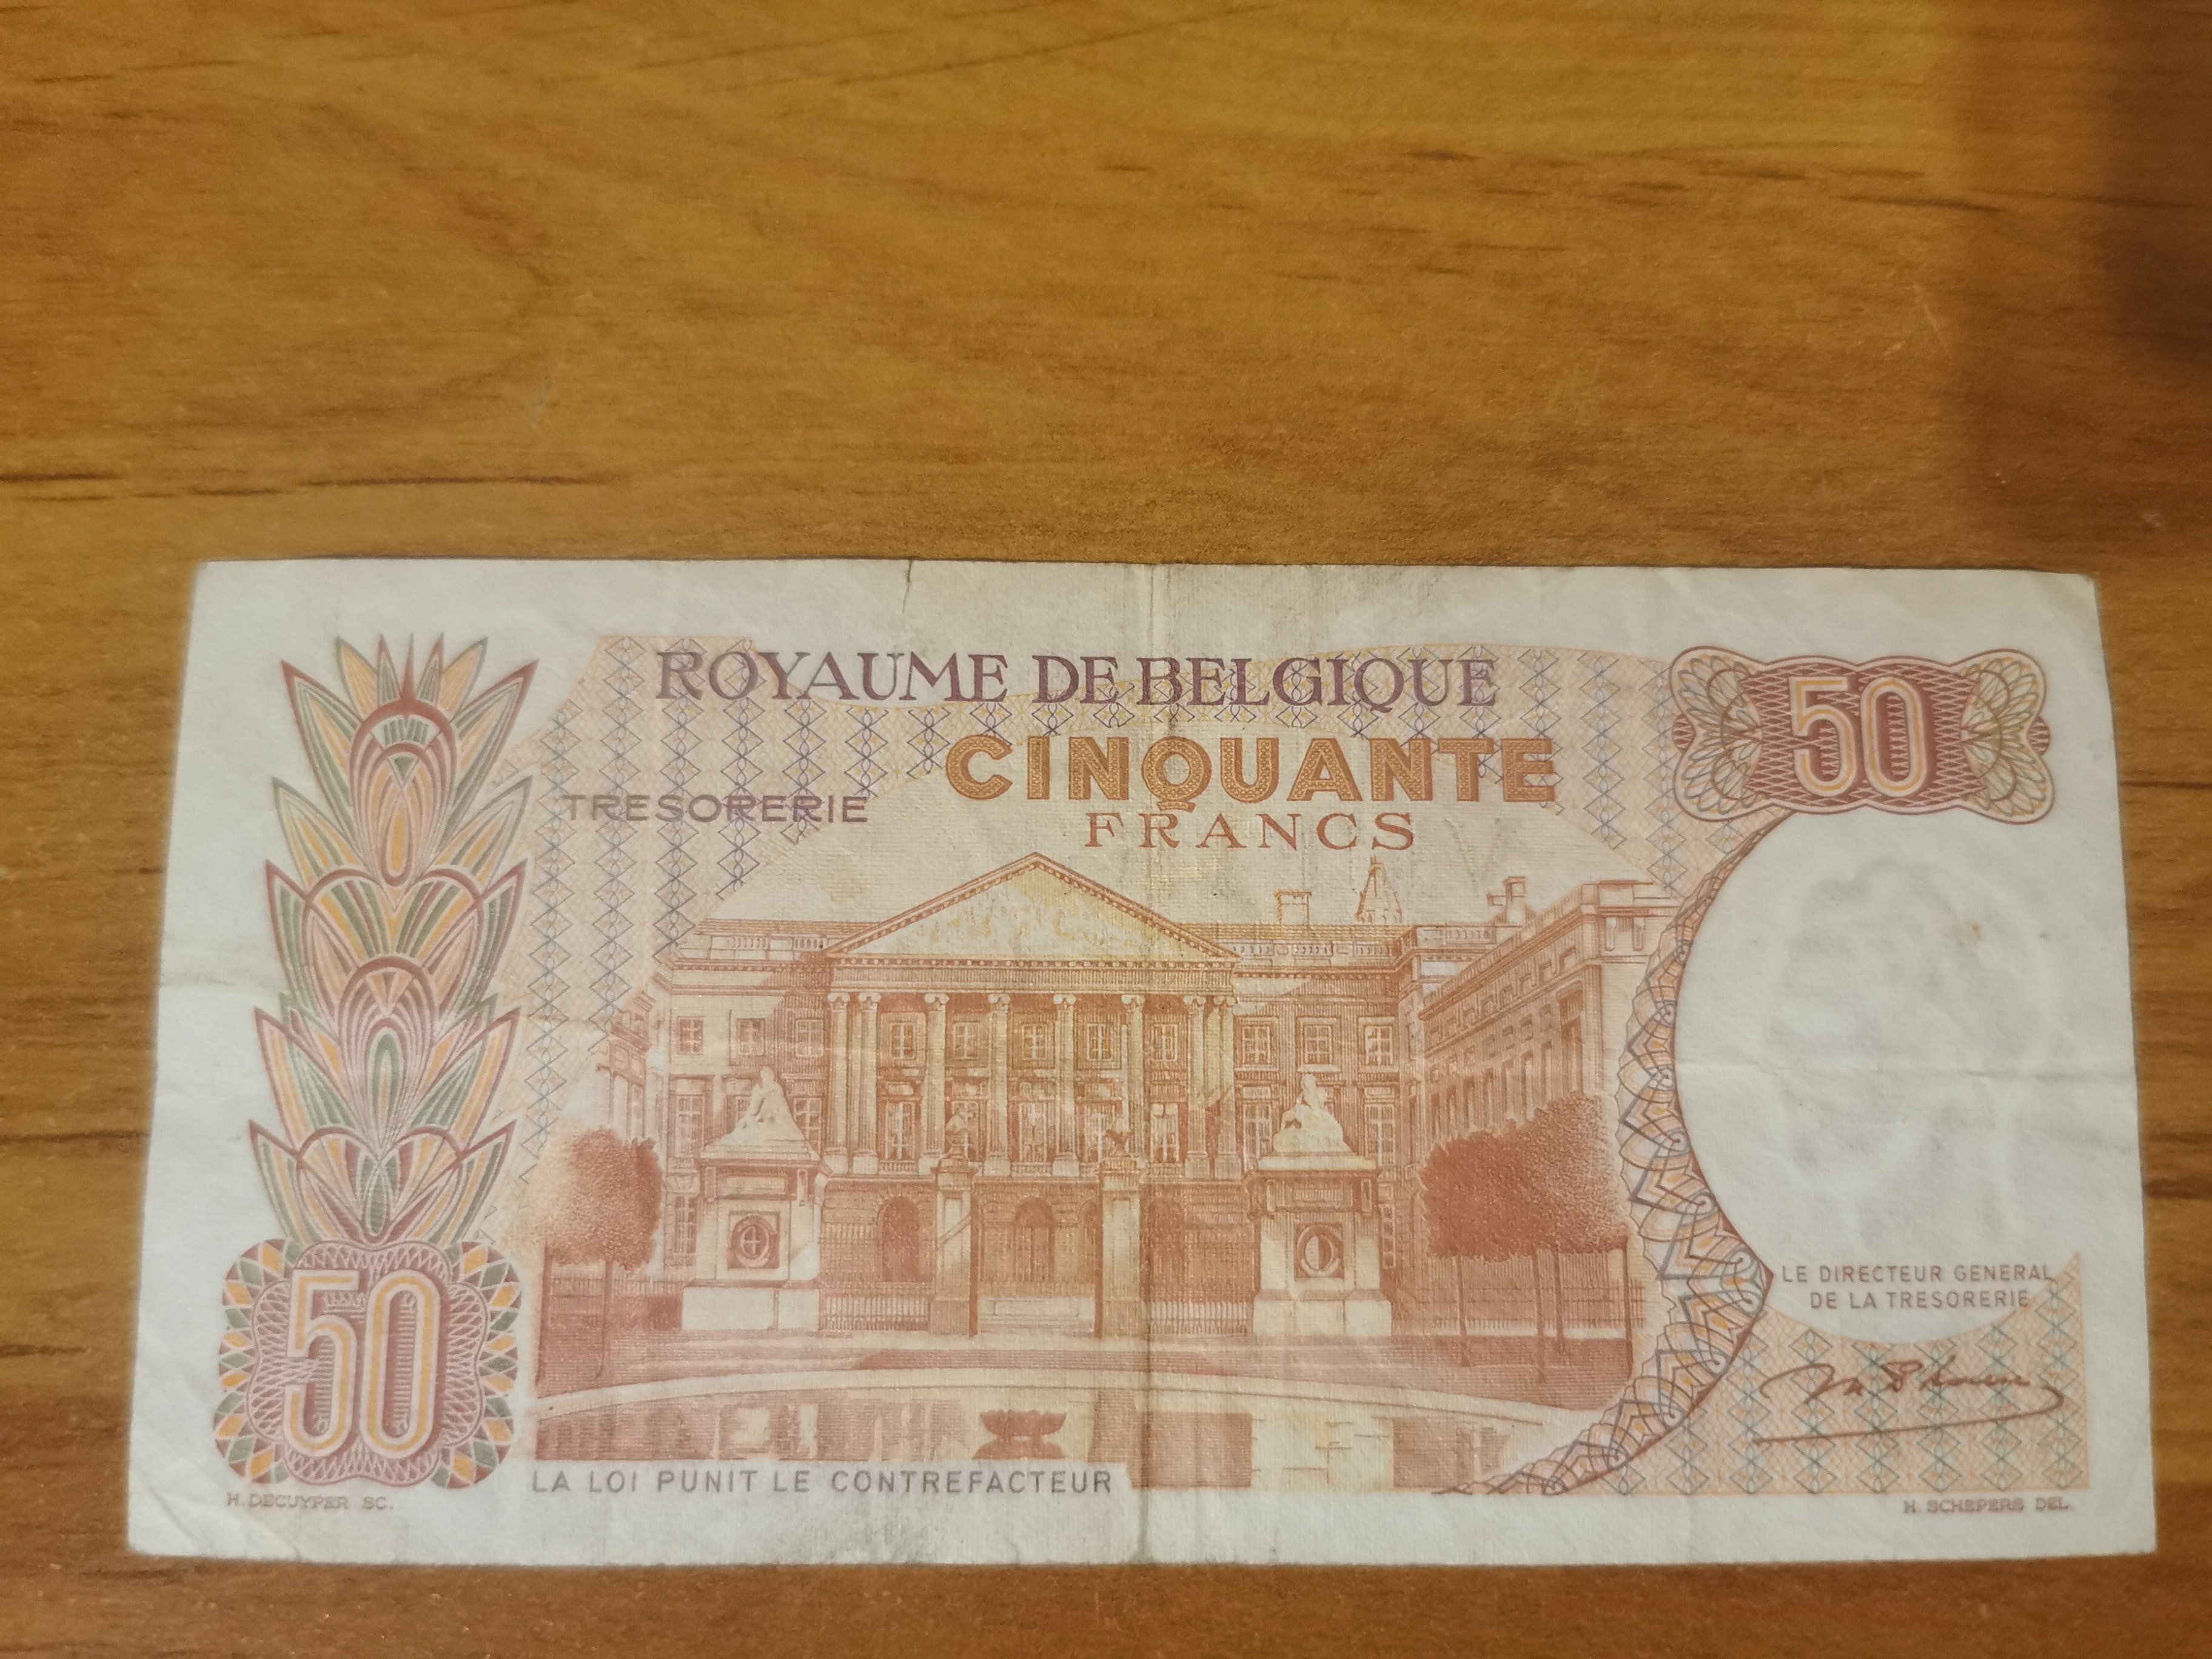 ROYAUME DE BELGIQUE
50
CINQUANTE
TRESORERIE
FRANCS
LE DIRECTEUR GENERAL
DE LA TRESORERIE
50
LA LOI PUNIT LE CONTREFACTEUR
H. DECUYPER SC.
H. SCHEPERS DEL.